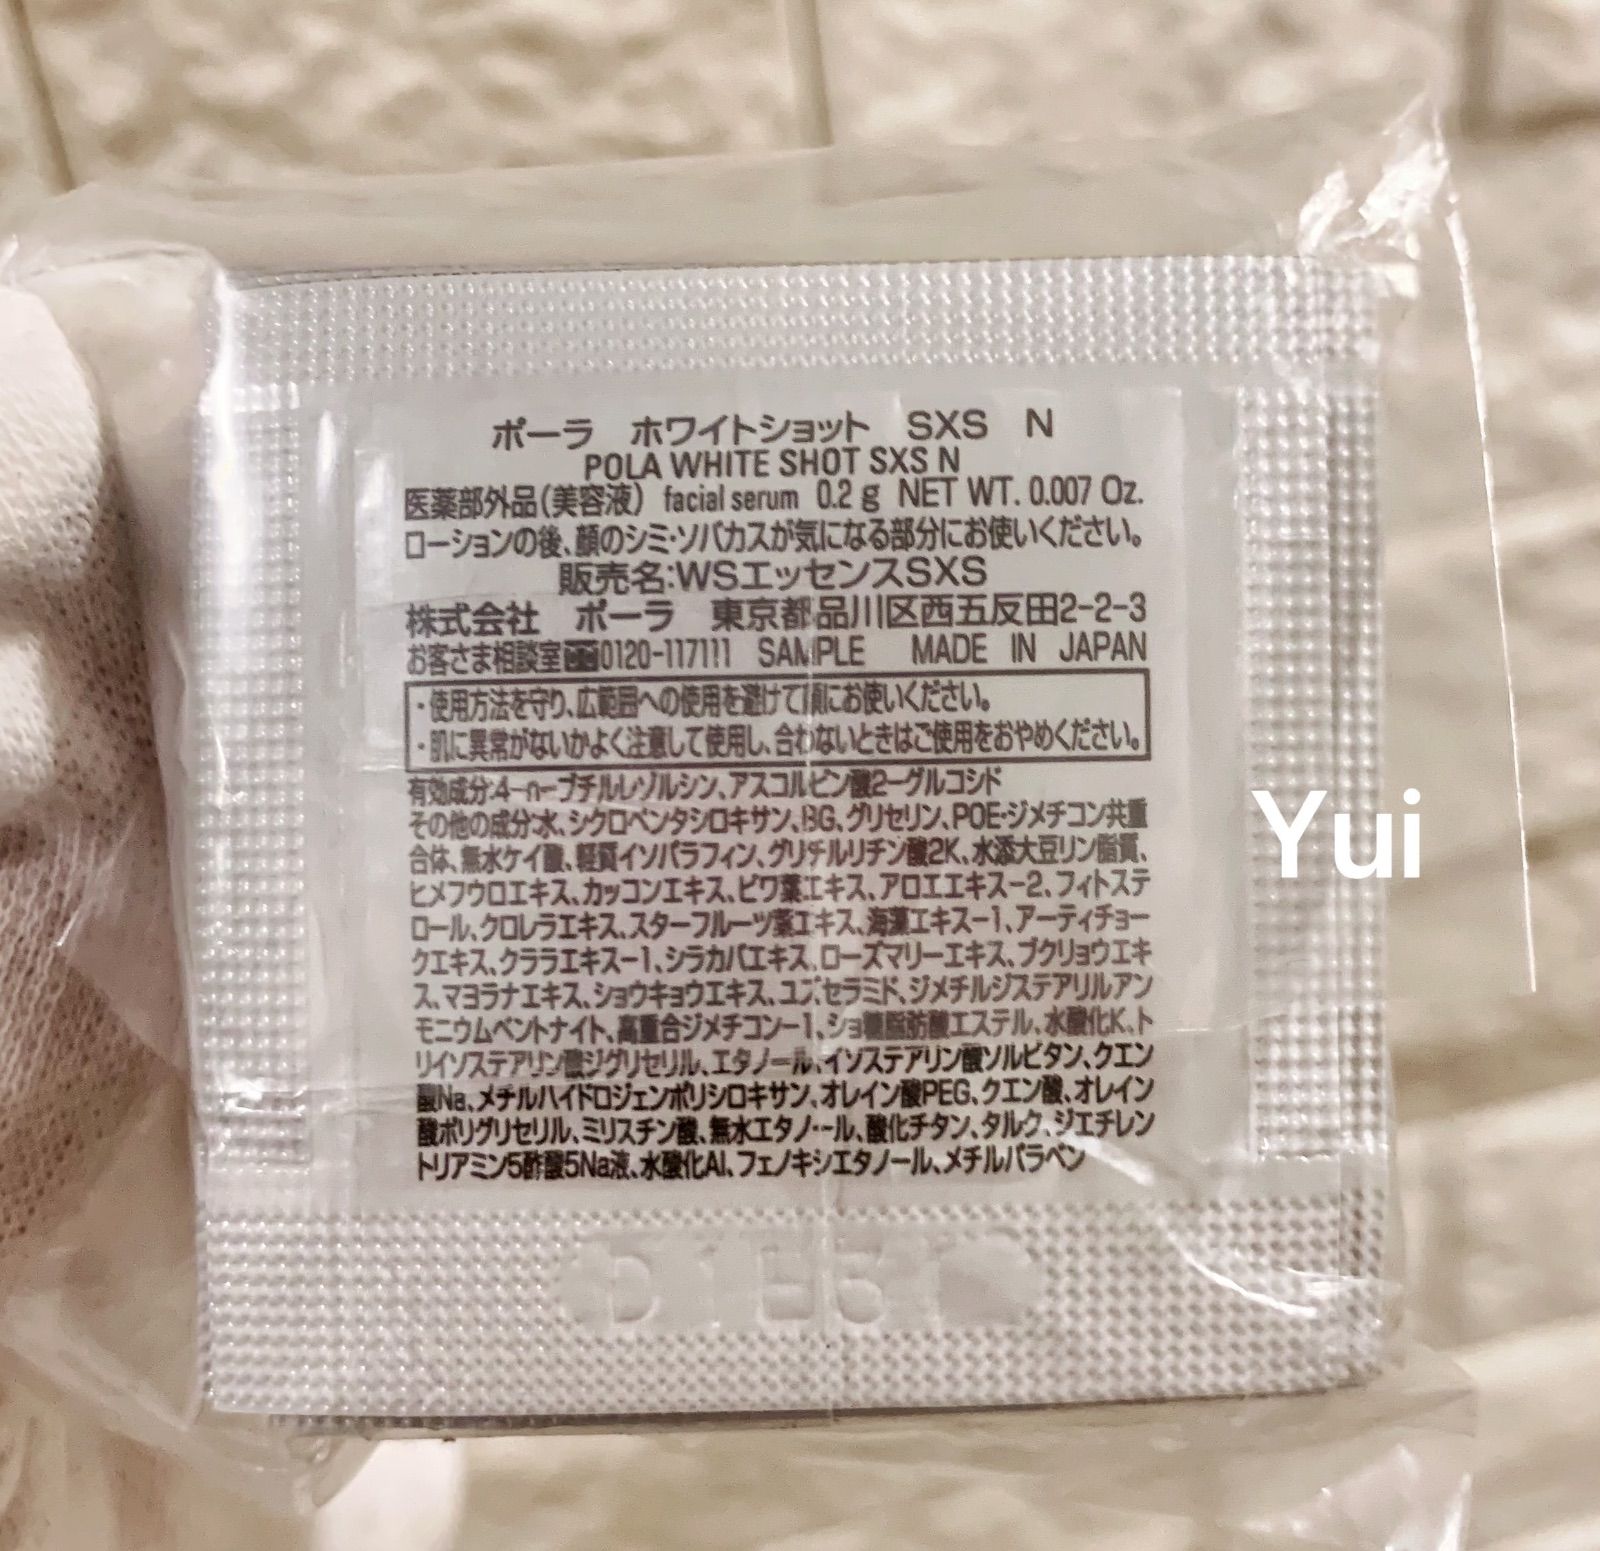 ポーラ ホワイトショット SXS N
POLA WHITE SHOT SXS N
医薬部外品(美容液) facial serum 0.2 g NET WT. 0.007 Oz.
ローションの後、顔のシミ・ソバカスが気になる部分にお使いください。
販売名:WSエッセンスSXS
株式会社 ポーラ 東京都品川区西五反田2-2-3
お客さま相談室 0120-117111 SAMPLE MADE IN JAPAN
・使用方法を守り、広範囲への使用を避けて順にお使いください。
・肌に異常がないかよく注意して使用し、合わないときはご使用をおやめください。
有効成分:4-n-ブチルレゾルシン、アスコルビン酸2-グルコシド
その他の成分:水、シクロペンタシロキサン、BG、グリセリン、POE・ジメチコン共重
合体、無水ケイ酸、軽質イソパラフィン、グリチルリチン酸2K、水添大豆リン脂質、
ヒメフウロエキス、カッコンエキス、ビワ葉エキス、アロエエキス-2、フィトステ
ロール、クロレラエキス、スターフルーツ葉エキス、海藻エキス-1、アーティチョー
クエキス、クララエキス-1、シラカバエキス、ローズマリーエキス、ブクリョウエキ
ス、マヨラナエキス、ショウキョウエキス、ユズセラミド、ジメチルジステアリルアン
モニウムベントナイト、高重合ジメチコン-1、ショ糖脂肪酸エステル、水酸化K、ト
リイソステアリン酸ジグリセリル、エタノール、イソステアリン酸ソルビタン、クエン
酸Na、メチルハイドロジェンポリシロキサン、オレイン酸PEG、クエン酸、オレイン
酸ポリグリセリル、ミリスチン酸、無水エタノール、酸化チタン、タルク、ジエチレン
トリアミン5酢酸5Na液、水酸化Al、フェノキシエタノール、メチルパラベン
Yui